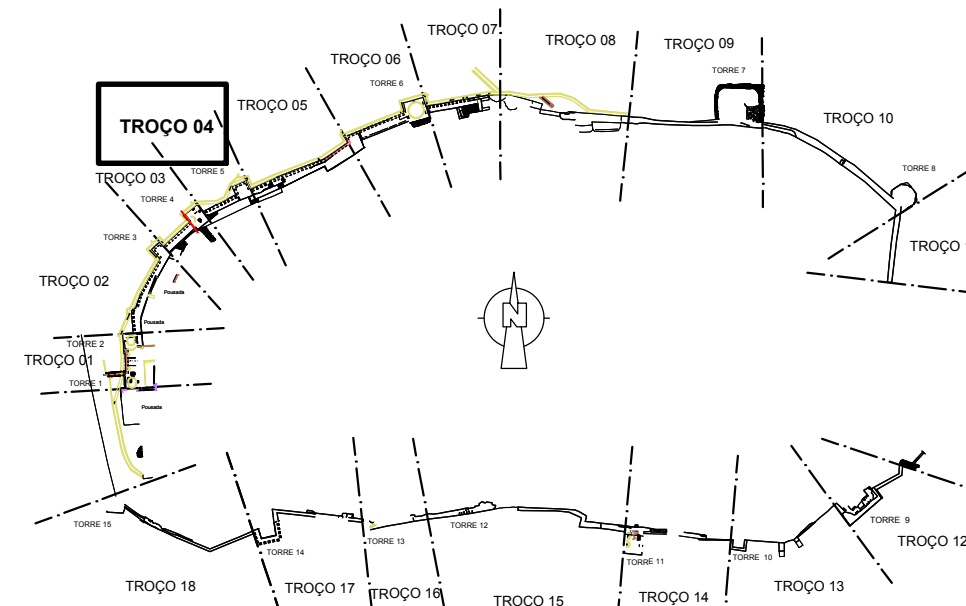 TROÇO 07
TROÇO 08
TROÇO 09
TROÇO 06
TORRE 7
TORRE 6
TROÇO 05
TROÇO 04
TROÇO 10
TORRE 5
TROÇO 03
TORRE 8
TORRE 4
TORRE 3
TROÇO
TROÇO 02
Pousada
N
Pousada
TORRE 2
TROÇO 01
TORRE 1
Pousada
TORRE 15
TORRE 14
TORRE 13
TORRE 12
TORRE 9
TORRE 11
TORRE 10
TROÇO 12
TROÇO 18
TROÇO 17
TROÇO 16
TROÇO 15
TROÇO 14
TROÇO 13